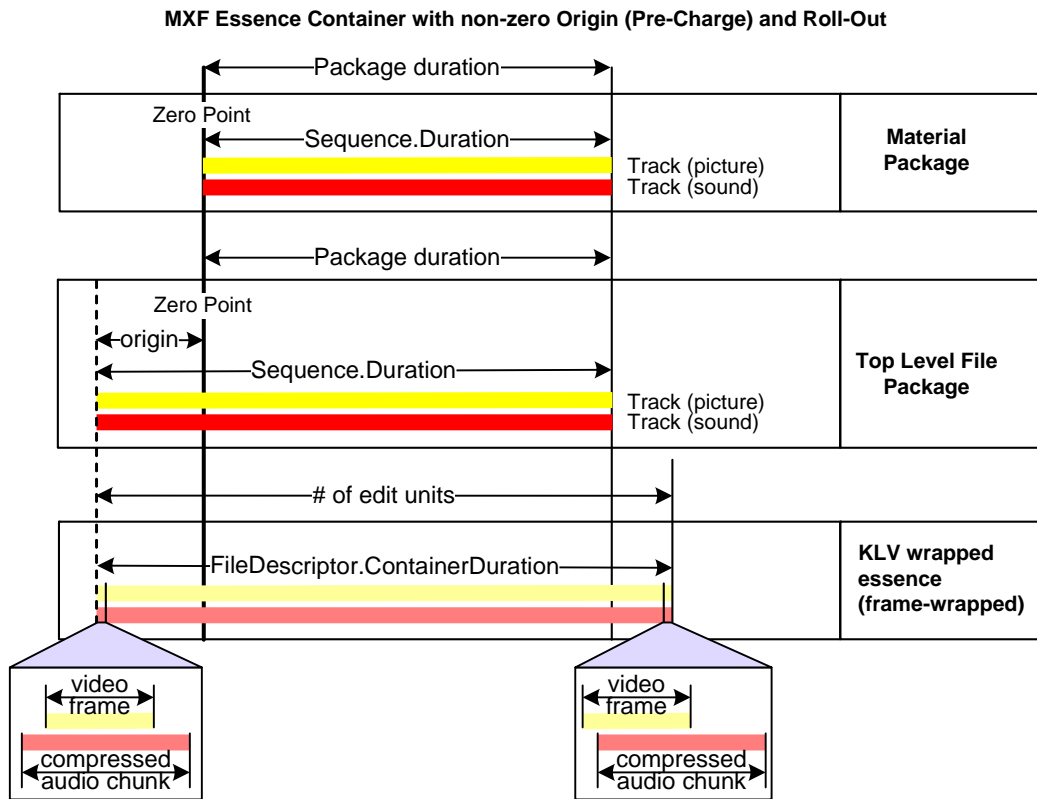 MXF Essence Container with non-zero Origin (Pre-Charge) and Roll-Out
Package duration
Zero Point
Sequence.Duration
Track (picture)
Track (sound)
Material
Package
Package duration
Zero Point
origin
Sequence.Duration
Track (picture)
Track (sound)
Top Level File
Package
# of edit units
FileDescriptor.ContainerDuration
KLV wrapped
essence
(frame-wrapped)
video
frame
compressed
audio chunk
video
frame
compressed
audio chunk